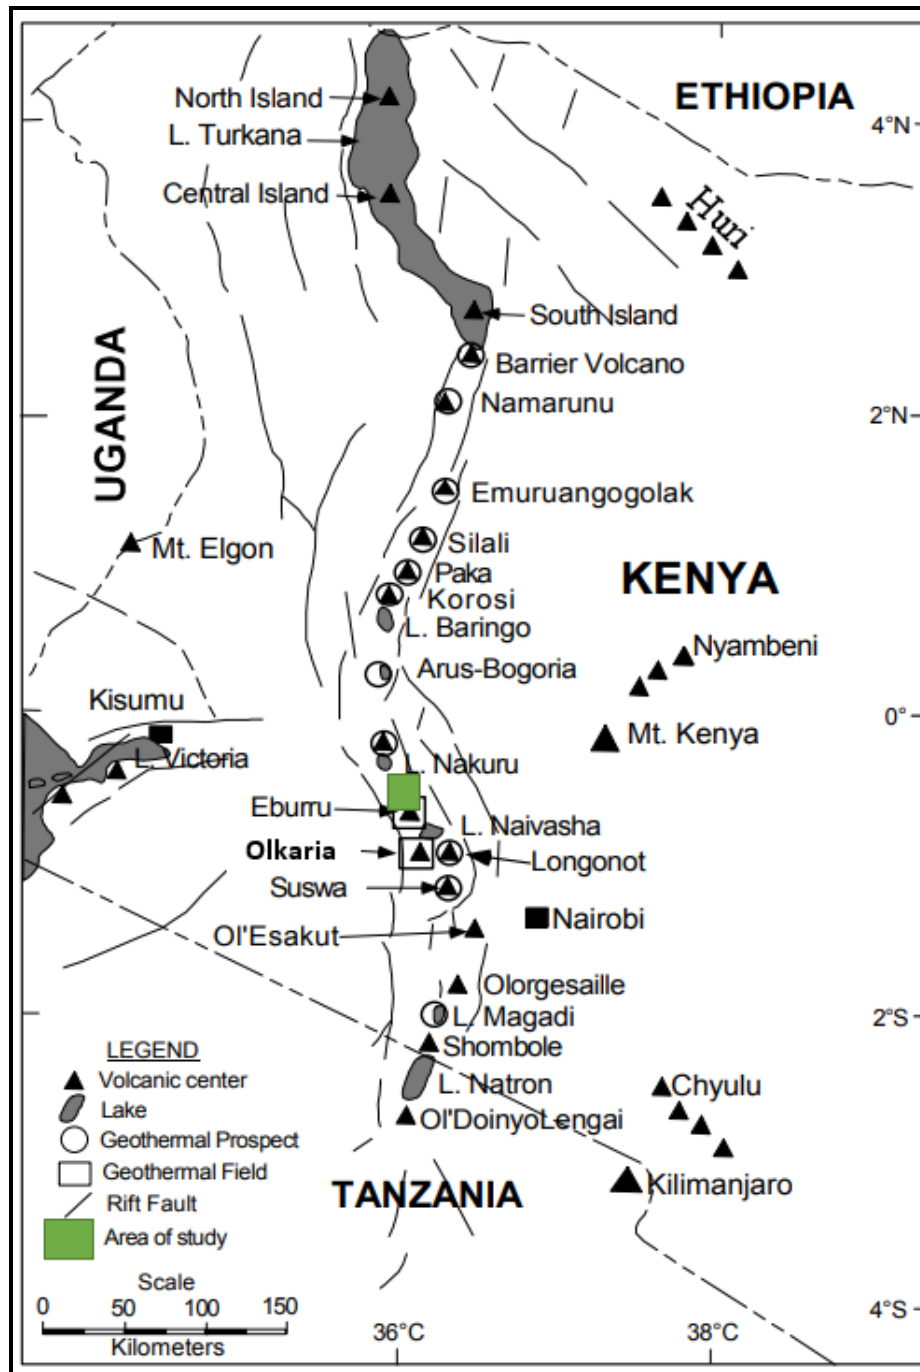 ETHIOPIA
North Island
4°N
L. Turkana
Central Island
Huri
South Island
UGANDA
Barrier Volcano
Namarunu
2°N
Emuruangogolak
Mt. Elgon
Silali
Paka
KENYA
Korosi
L. Baringo
Nyambeni
Arus-Bogoria
Kisumu
0°
Mt. Kenya
L. Victoria
L. Nakuru
Eburru
L. Naivasha
Olkaria
Longonot
Suswa
Nairobi
Ol'Esakut
Olorgesaille
2°S
L. Magadi
Shombole
LEGEND
Volcanic center
L. Natron
Chyulu
Lake
Ol'DoinyoLengai
Geothermal Prospect
Geothermal Field
TANZANIA
Kilimanjaro
Rift Fault
Area of study
Scale
0 50 100 150
Kilometers
4°S
36°C
38°C